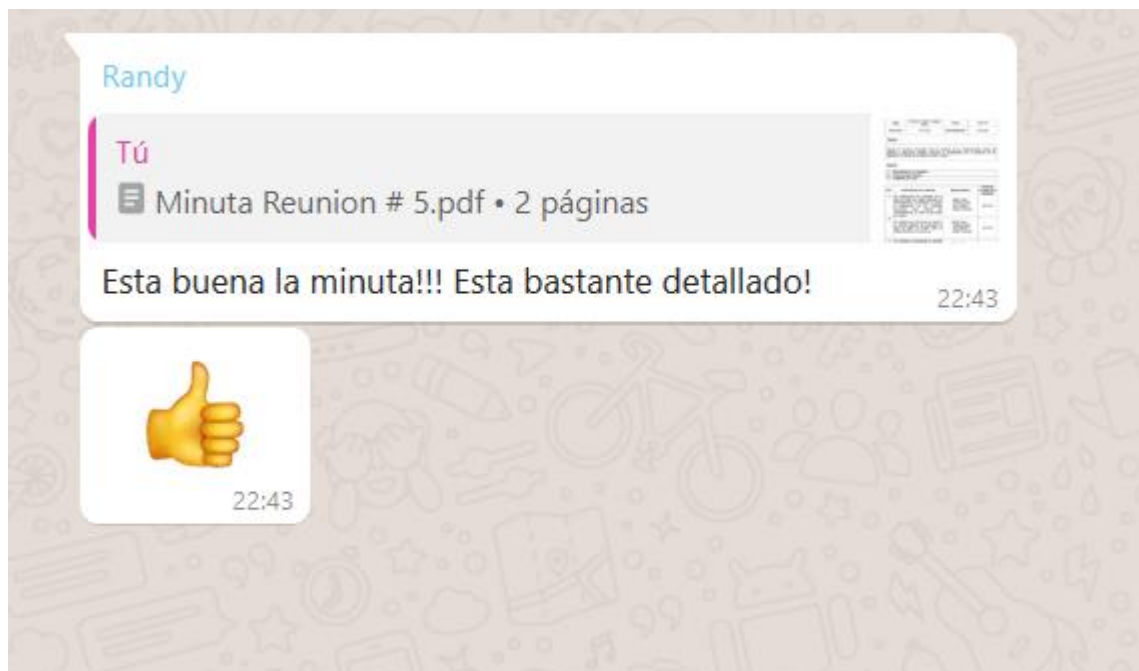 Randy
Tú
Minuta Reunion # 5.pdf • 2 páginas
Esta buena la minuta!!! Esta bastante detallado!
22:43
22:43